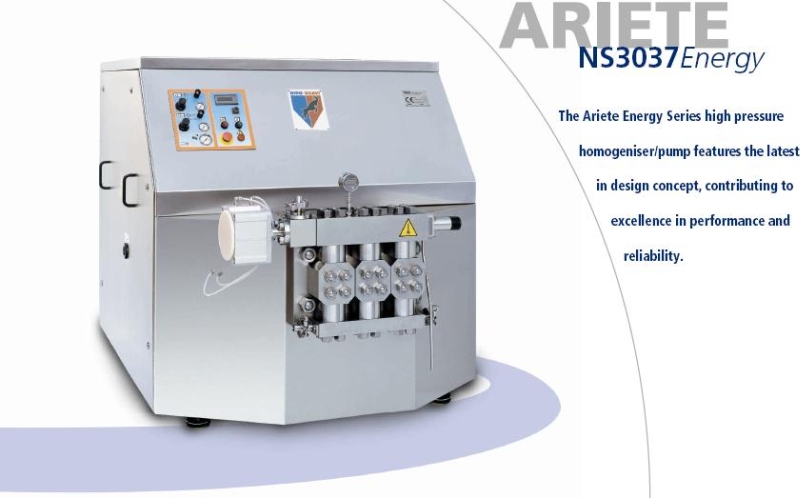 ARIETE
NS3037Energy
The Ariete Energy Series high pressure
homogeniser/pump features the latest
in design concept, contributing to
excellence in performance and
reliability.